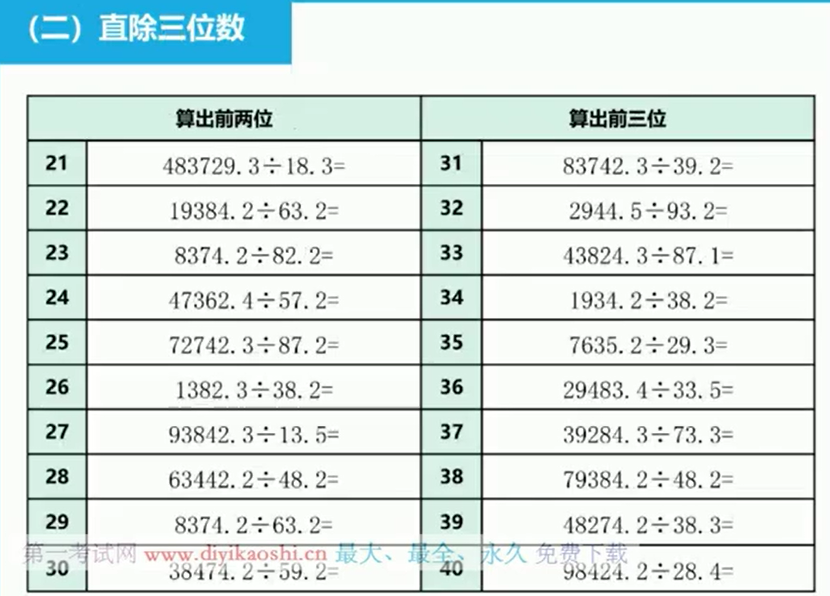 （二）直除三位数
算出前两位 算出前三位
21 483729.3÷18.3= 31 83742.3÷39.2=
22 19384.2÷63.2= 32 2944.5÷93.2=
23 8374.2÷82.2= 33 43824.3÷87.1=
24 47362.4÷57.2= 34 1934.2÷38.2=
25 72742.3÷87.2= 35 7635.2÷29.3=
26 1382.3÷38.2= 36 29483.4÷33.5=
27 93842.3÷13.5= 37 39284.3÷73.3=
28 63442.2÷48.2= 38 79384.2÷48.2=
29 8374.2÷63.2= 39 48274.2÷38.3=
第一考试网 www.diyikaoshi.cn 最大、最全、永久 免费下载
30 38474.2÷59.2= 40 98424.2÷28.4=